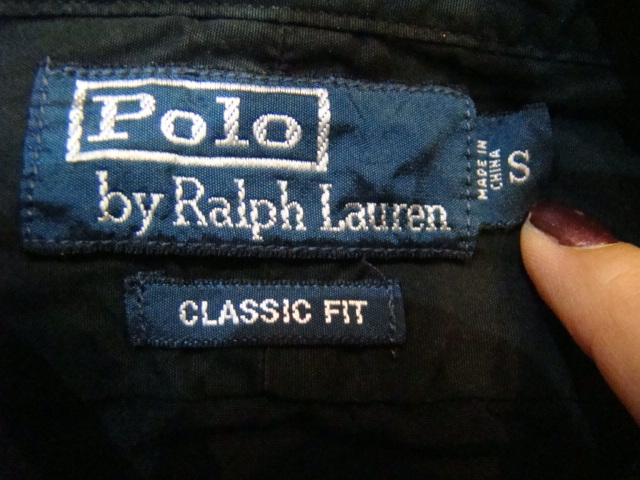 Polo
by Ralph Lauren
MADE IN
CHINA
S
CLASSIC FIT